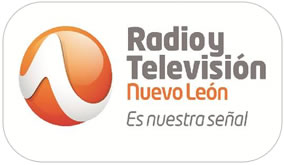 Radio y
Televisión
Nuevo León
Es nuestra señal